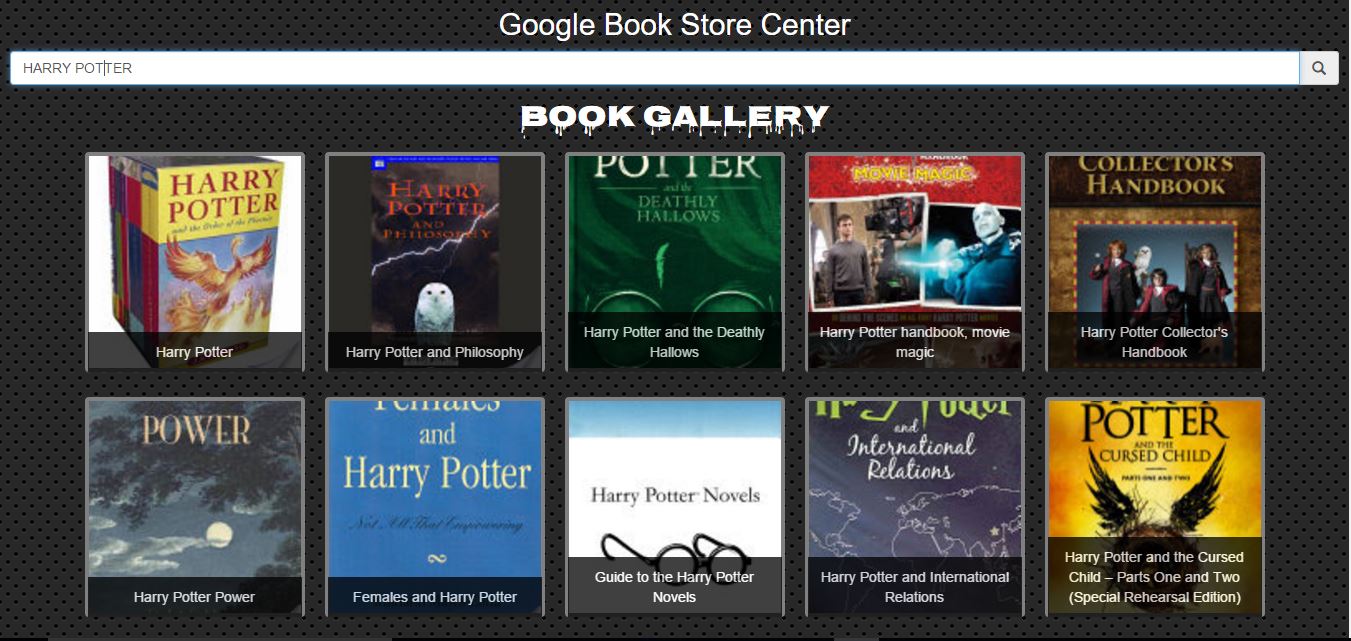 Google Book Store Center
HARRY POTTER
BOOK GALLERY
HARRY
POTTER
and the Order of the Phoenix
Harry Potter
HARRY
POTTER
AND
PHILOSOPHY
Harry Potter and Philosophy
POTTER
and the
DEATHLY
HALLOWS
Harry Potter and the Deathly
Hallows
HANDBOOK
MOVIE MAGIC
Harry Potter handbook, movie
magic
COLLECTOR'S
HANDBOOK
Harry Potter Collector's
Handbook
POWER
Harry Potter Power
Females
and
Harry Potter
Not All That Empowering
Females and Harry Potter
Harry Potter Novels
Guide to the Harry Potter
Novels
Harry Potter
and
International
Relations
Harry Potter and International
Relations
POTTER
AND THE
CURSED CHILD
PARTS ONE AND TWO
Harry Potter and the Cursed
Child – Parts One and Two
(Special Rehearsal Edition)